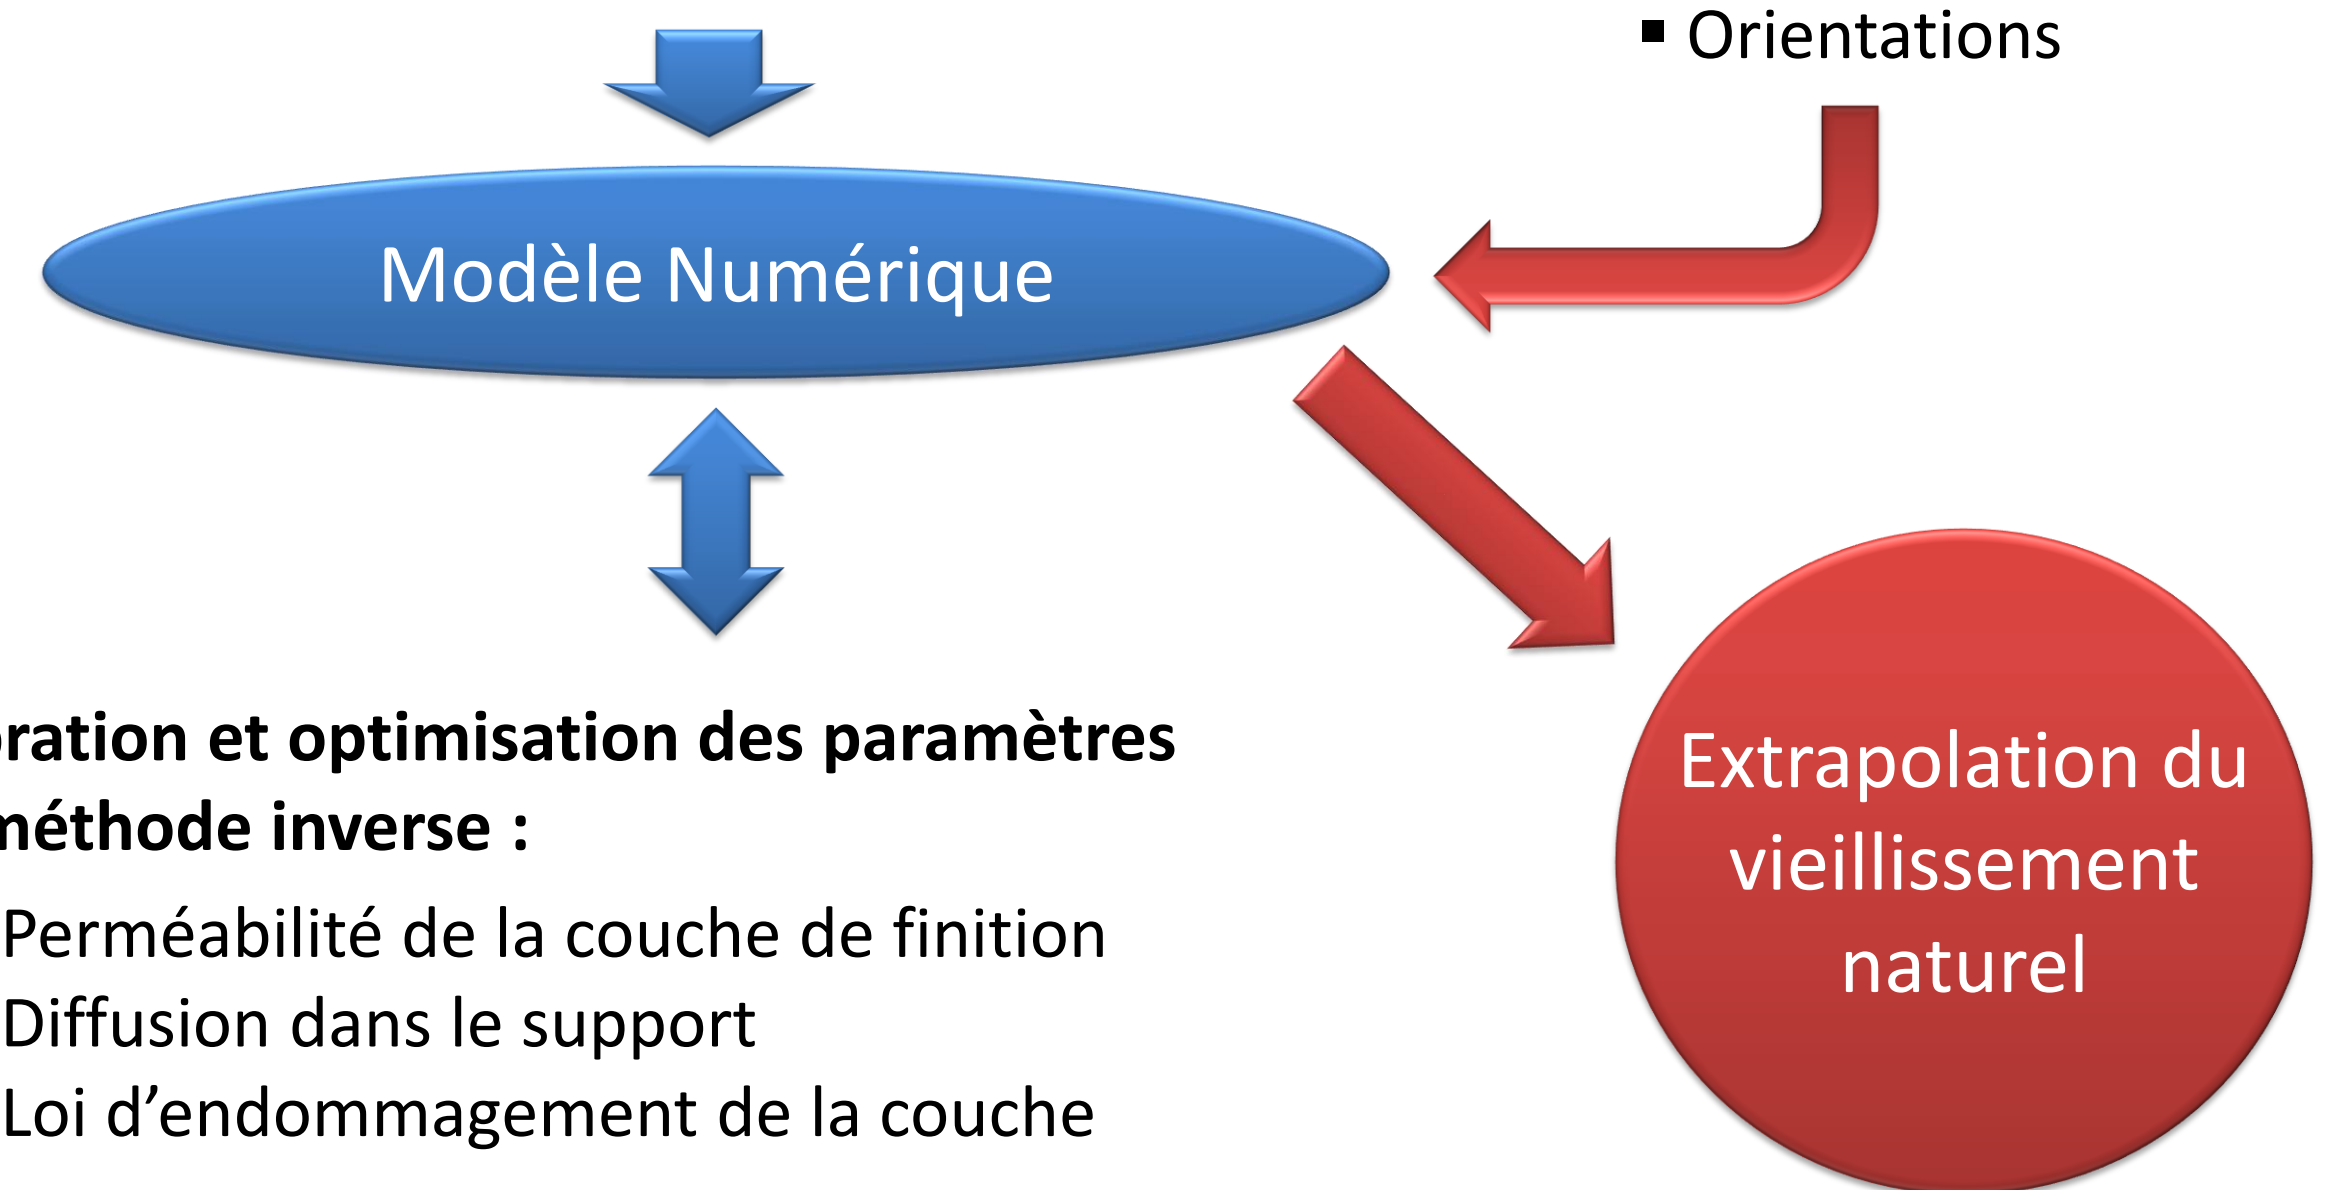 ▪ Orientations
Modèle Numérique
ration et optimisation des paramètres
méthode inverse :
Perméabilité de la couche de finition
Diffusion dans le support
Loi d’endommagement de la couche
Extrapolation du
vieillissement
naturel